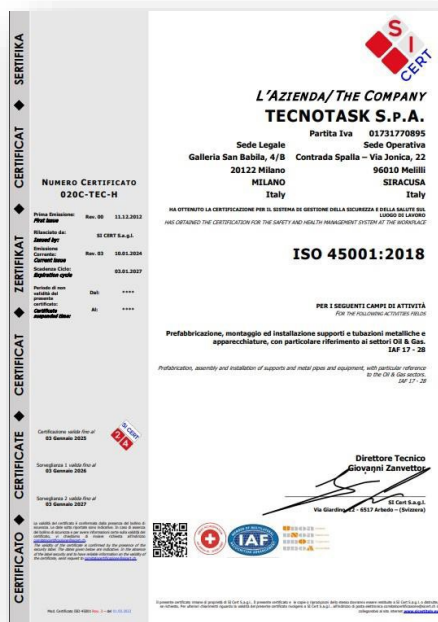 SI
CERT
L'AZIENDA/THE COMPANY
TECNOTASK S.P.A.
Partita Iva 01731770895
Sede Legale
Galleria San Babila, 4/B
20122 Milano
MILANO
Italy
Sede Operativa
Contrada Spalla – Via Jonica, 22
96010 Melilli
SIRACUSA
Italy
HA OTTENUTO LA CERTIFICAZIONE PER IL SISTEMA DI GESTIONE DELLA SICUREZZA E DELLA SALUTE SUL
LUOGO DI LAVORO
HAS OBTAINED THE CERTIFICATION FOR THE SAFETY AND HEALTH MANAGEMENT SYSTEM AT THE WORKPLACE
ISO 45001:2018
PER I SEGUENTI CAMPI DI ATTIVITÀ
FOR THE FOLLOWING ACTIVITIES FIELDS
Prefabbricazione, montaggio ed installazione supporti e tubazioni metalliche e
apparecchiature, con particolare riferimento ai settori Oil & Gas.
IAF 17 - 28
Prefabrication, assembly and installation of supports and metal pipes and equipment, with particular reference
to the Oil & Gas sectors.
IAF 17 - 28
Direttore Tecnico
Giovanni Zanvettor
SI Cert S.a.g.l.
Via Giardino, 12 - 6517 Arbedo – (Svizzera)
IAF
NUMERO CERTIFICATO
020C-TEC-H
Prima Emissione: Rev. 00 11.12.2012
First Issue
Rilasciato da: SI CERT S.a.g.l.
Issued by:
Emissione
Corrente: Rev. 03 10.01.2024
Current Issue
Scadenza Ciclo: 03.01.2027
Expiration cycle
Periodo di non
validità del
presente
certificato: Dal: ****
Certificate
suspended time: Al: ****
Certificazione valida fino al
03 Gennaio 2025
SI CERT
24
Sorveglianza 1 valida fino al
03 Gennaio 2026
Sorveglianza 2 valida fino al
03 Gennaio 2027
CERTIFICATO ◆ CERTIFICATE ◆ CERTIFICAT ◆ ZERTIFIKAT ◆ CERTIFICAT ◆ SERTIFIKA